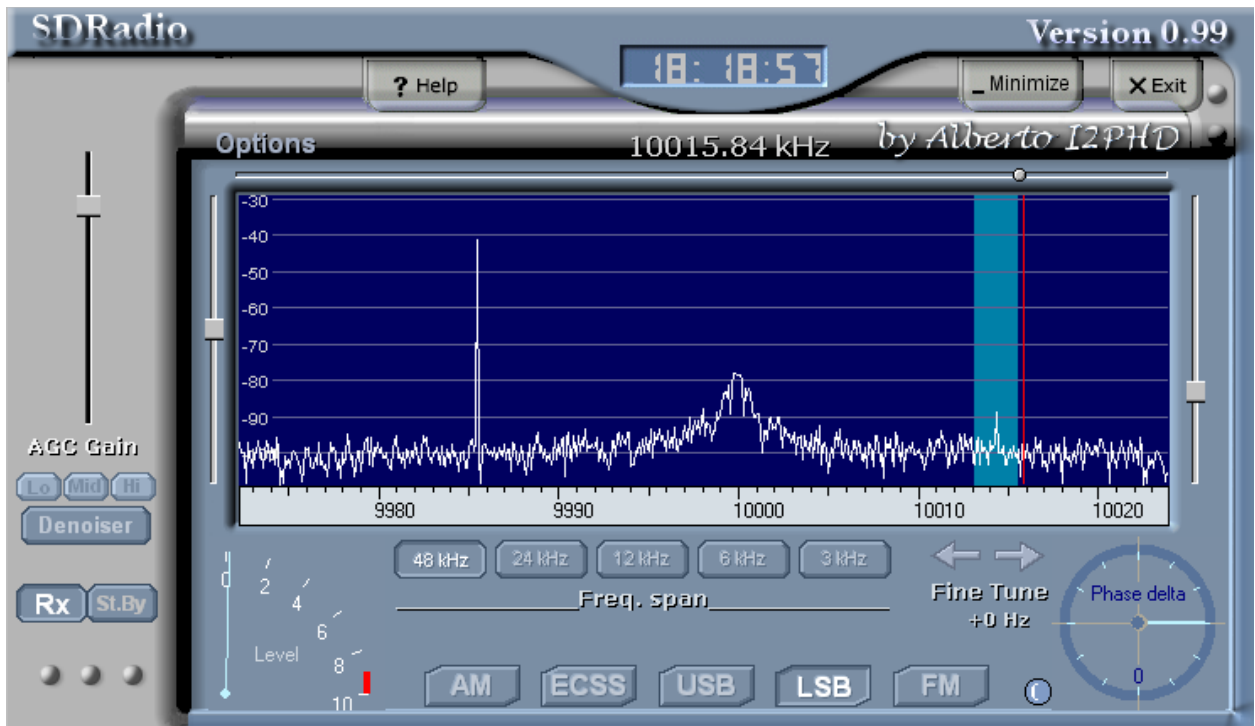 SDRadio
Version 0.99
18:18:57
? Help
_ Minimize
X Exit
Options
10015.84 kHz
by Alberto I2PHD
-30
-40
-50
-60
-70
-80
-90
9980 9990 10000 10010 10020
AGC Gain
Lo Mid Hi
Denoiser
Rx St.By
48 kHz 24 kHz 12 kHz 6 kHz 3 kHz
Freq. span
Fine Tune
+0 Hz
Phase delta
0
0
2
4
6
8
10
Level
AM ECSS USB LSB FM
C